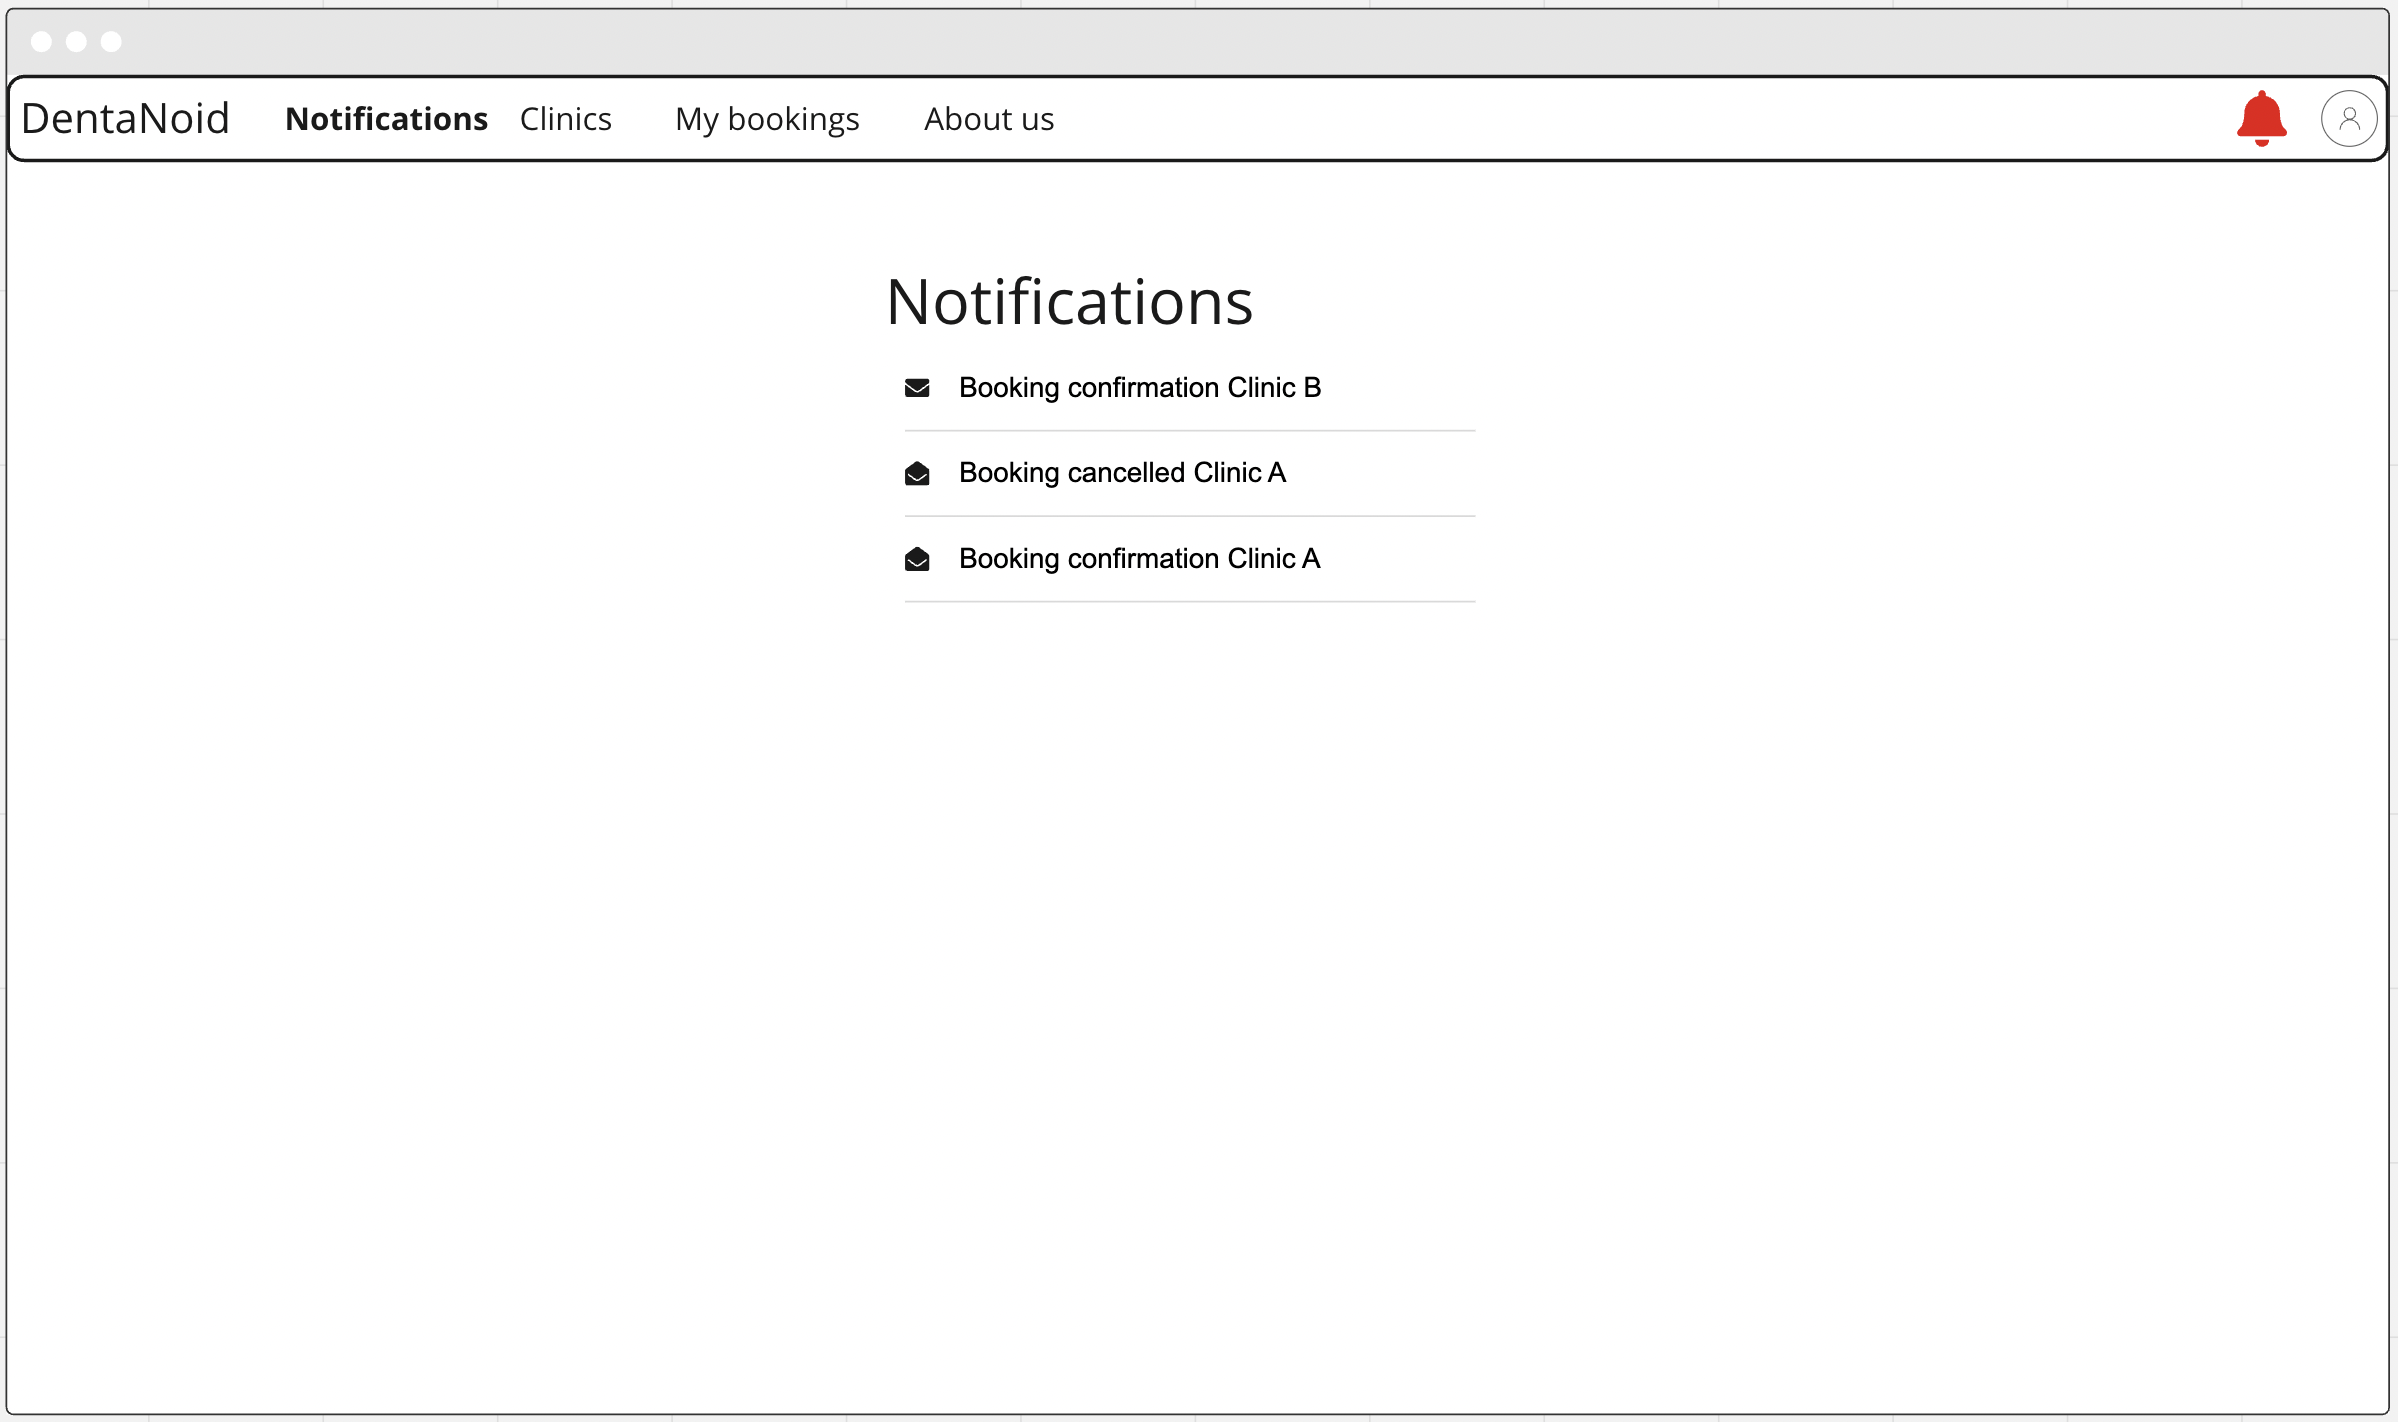 DentaNoid Notifications Clinics My bookings About us
Notifications
Booking confirmation Clinic B
Booking cancelled Clinic A
Booking confirmation Clinic A